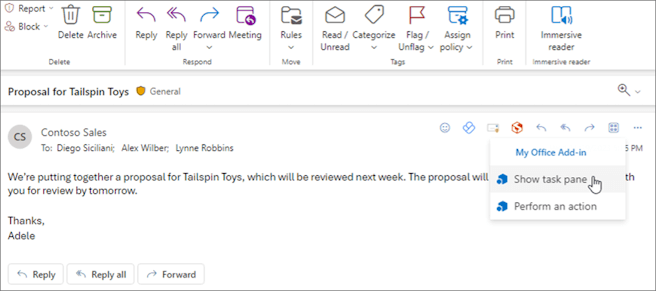 Report
Block
Delete
Archive
Reply
Reply all
Forward
Meeting
Rules
Read / Unread
Categorize
Flag / Unflag
Assign policy
Print
Immersive reader
Delete
Respond
Move
Tags
Print
Immersive reader
Proposal for Tailspin Toys General
CS
Contoso Sales
To: Diego Siciliani; Alex Wilber; Lynne Robbins
5 PM
My Office Add-in
Show task pane
Perform an action
We're putting together a proposal for Tailspin Toys, which will be reviewed next week. The proposal will
th
you for review by tomorrow.
Thanks,
Adele
Reply Reply all Forward